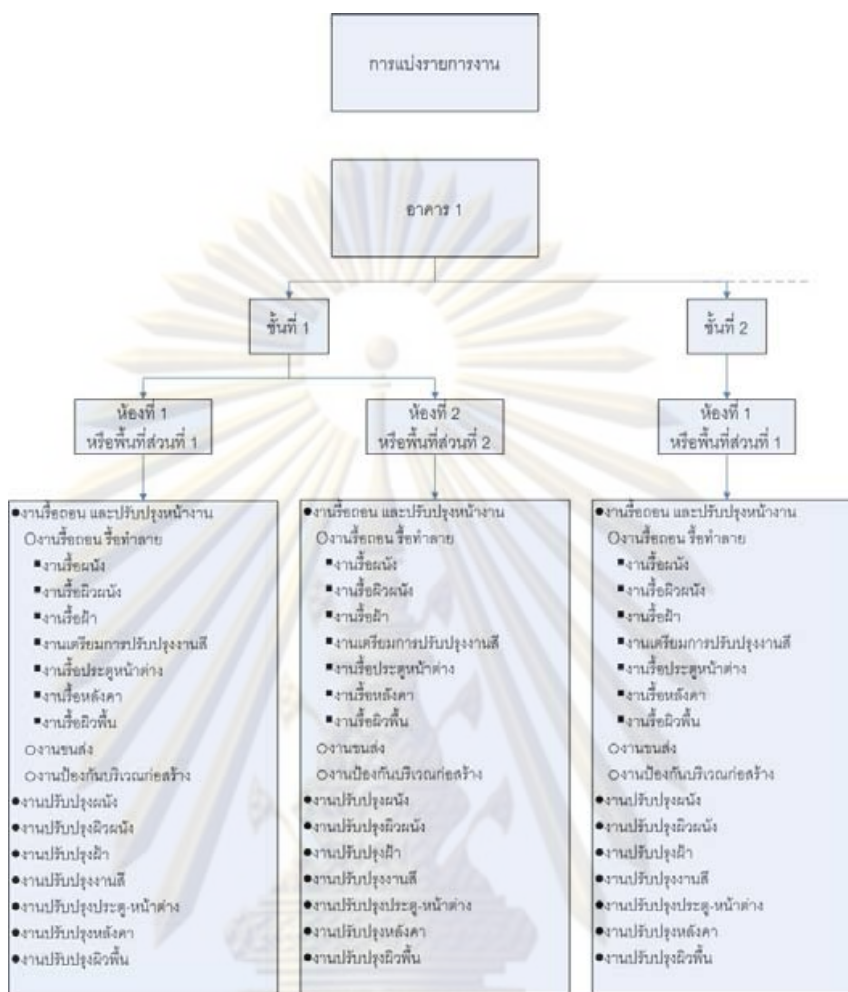 การแบ่งรายการงาน
อาคาร 1
ชั้นที่ 1
ชั้นที่ 2
ห้องที่ 1
หรือพื้นที่ส่วนที่ 1
ห้องที่ 2
หรือพื้นที่ส่วนที่ 2
ห้องที่ 1
หรือพื้นที่ส่วนที่ 1
●งานรื้อถอน และปรับปรุงหน้างาน
○งานรื้อถอน รื้อทำลาย
▪งานรื้อผนัง
▪งานรื้อผิวผนัง
▪งานรื้อฝ้า
▪งานเตรียมการปรับปรุงงานสี
▪งานรื้อประตูหน้าต่าง
▪งานรื้อหลังคา
▪งานรื้อผิวพื้น
○งานขนส่ง
○งานป้องกันบริเวณก่อสร้าง
●งานปรับปรุงผนัง
●งานปรับปรุงผิวผนัง
●งานปรับปรุงฝ้า
●งานปรับปรุงงานสี
●งานปรับปรุงประตู-หน้าต่าง
●งานปรับปรุงหลังคา
●งานปรับปรุงผิวพื้น
●งานรื้อถอน และปรับปรุงหน้างาน
○งานรื้อถอน รื้อทำลาย
▪งานรื้อผนัง
▪งานรื้อผิวผนัง
▪งานรื้อฝ้า
▪งานเตรียมการปรับปรุงงานสี
▪งานรื้อประตูหน้าต่าง
▪งานรื้อหลังคา
▪งานรื้อผิวพื้น
○งานขนส่ง
○งานป้องกันบริเวณก่อสร้าง
●งานปรับปรุงผนัง
●งานปรับปรุงผิวผนัง
●งานปรับปรุงฝ้า
●งานปรับปรุงงานสี
●งานปรับปรุงประตู-หน้าต่าง
●งานปรับปรุงหลังคา
●งานปรับปรุงผิวพื้น
●งานรื้อถอน และปรับปรุงหน้างาน
○งานรื้อถอน รื้อทำลาย
▪งานรื้อผนัง
▪งานรื้อผิวผนัง
▪งานรื้อฝ้า
▪งานเตรียมการปรับปรุงงานสี
▪งานรื้อประตูหน้าต่าง
▪งานรื้อหลังคา
▪งานรื้อผิวพื้น
○งานขนส่ง
○งานป้องกันบริเวณก่อสร้าง
●งานปรับปรุงผนัง
●งานปรับปรุงผิวผนัง
●งานปรับปรุงฝ้า
●งานปรับปรุงงานสี
●งานปรับปรุงประตู-หน้าต่าง
●งานปรับปรุงหลังคา
●งานปรับปรุงผิวพื้น